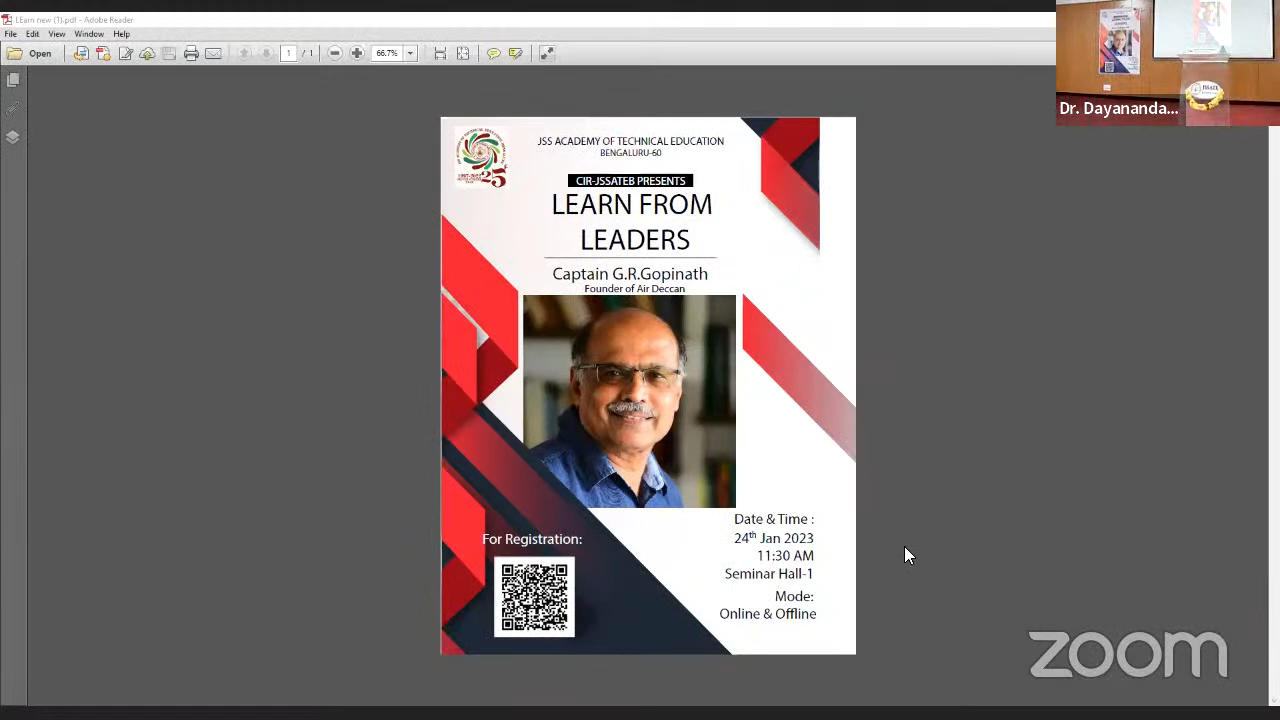 LEarn new (1).pdf - Adobe Reader
File Edit View Window Help
Open 1 / 1 66.7%
Dr. Dayananda...
JSS ACADEMY OF TECHNICAL EDUCATION
BENGALURU-60
25
CIR-JSSATEB PRESENTS
LEARN FROM
LEADERS
Captain G.R.Gopinath
Founder of Air Deccan
Date & Time :
24th Jan 2023
11:30 AM
Seminar Hall-1
Mode:
Online & Offline
For Registration:
zoom